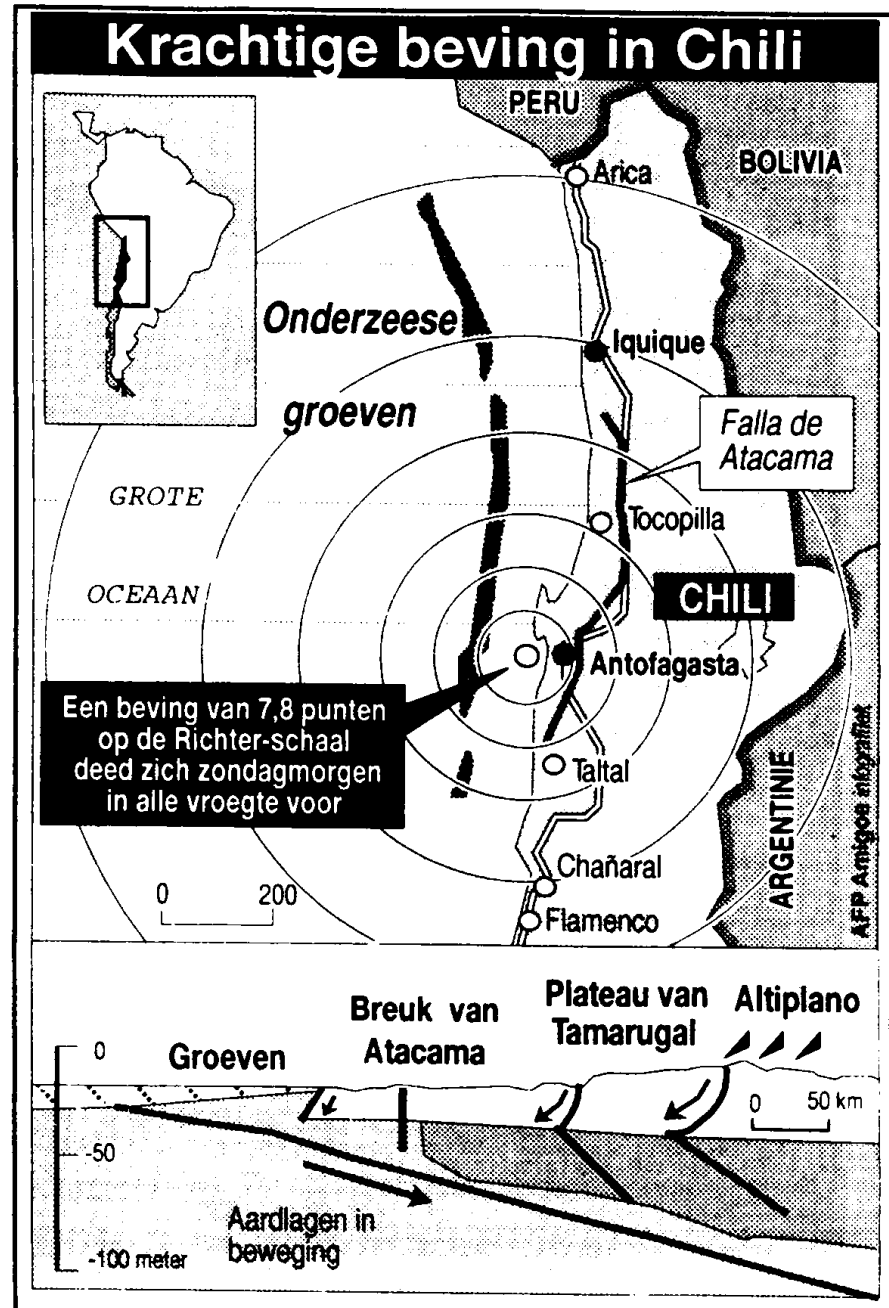 Krachtige beving in Chili
PERU
BOLIVIA
Arica
Onderzeese
groeven
Iquique
Falla de
Atacama
GROTE
OCEAAN
Tocopilla
CHILI
Antofagasta
Een beving van 7,8 punten
op de Richter-schaal
deed zich zondagmorgen
in alle vroegte voor
Taltal
ARGENTINIE
AFP Amigoe infografiet
0 200
Chañaral
Flamenco
Groeven
Breuk van
Atacama
Plateau van
Tamarugal
Altiplano
0
-50
-100 meter
0 50 km
Aardlagen in
beweging